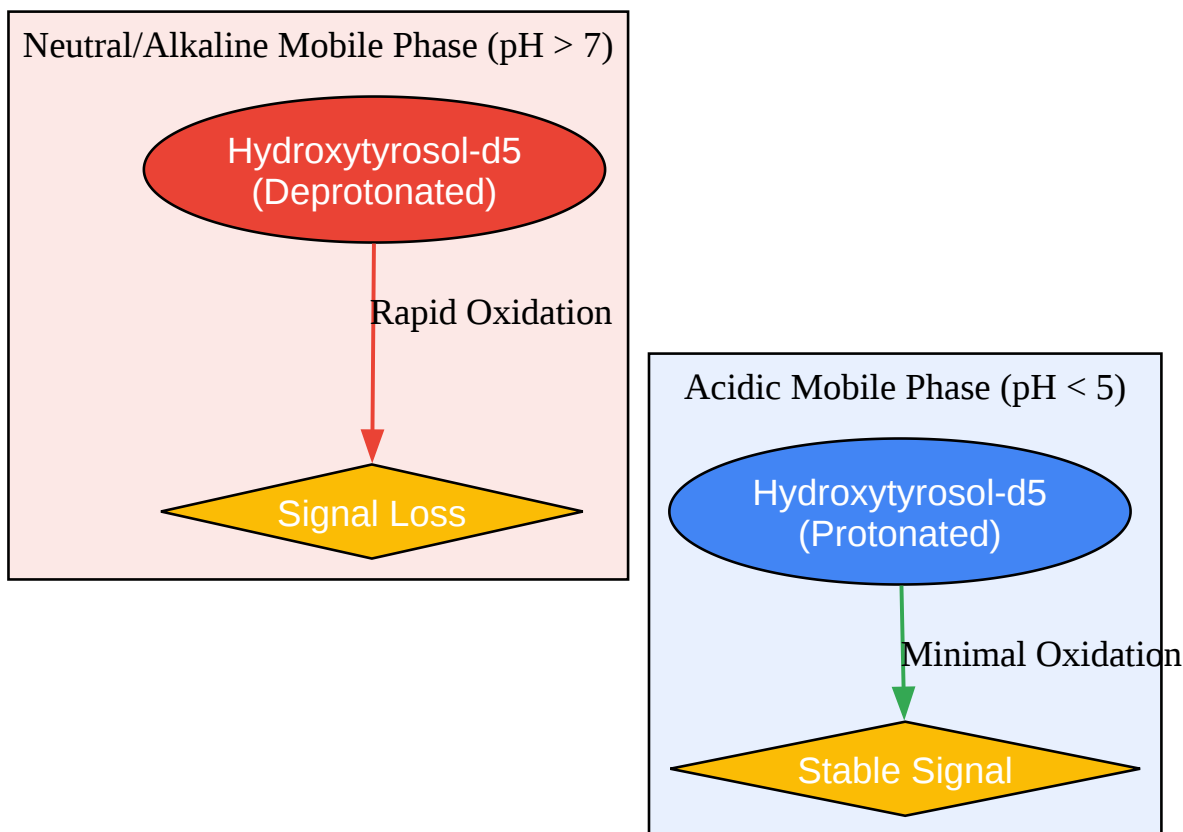 Neutral/Alkaline Mobile Phase (pH > 7)
Hydroxytyrosol-d5
(Deprotonated)
Rapid Oxidation
Signal Loss
Acidic Mobile Phase (pH < 5)
Hydroxytyrosol-d5
(Protonated)
Minimal Oxidation
Stable Signal